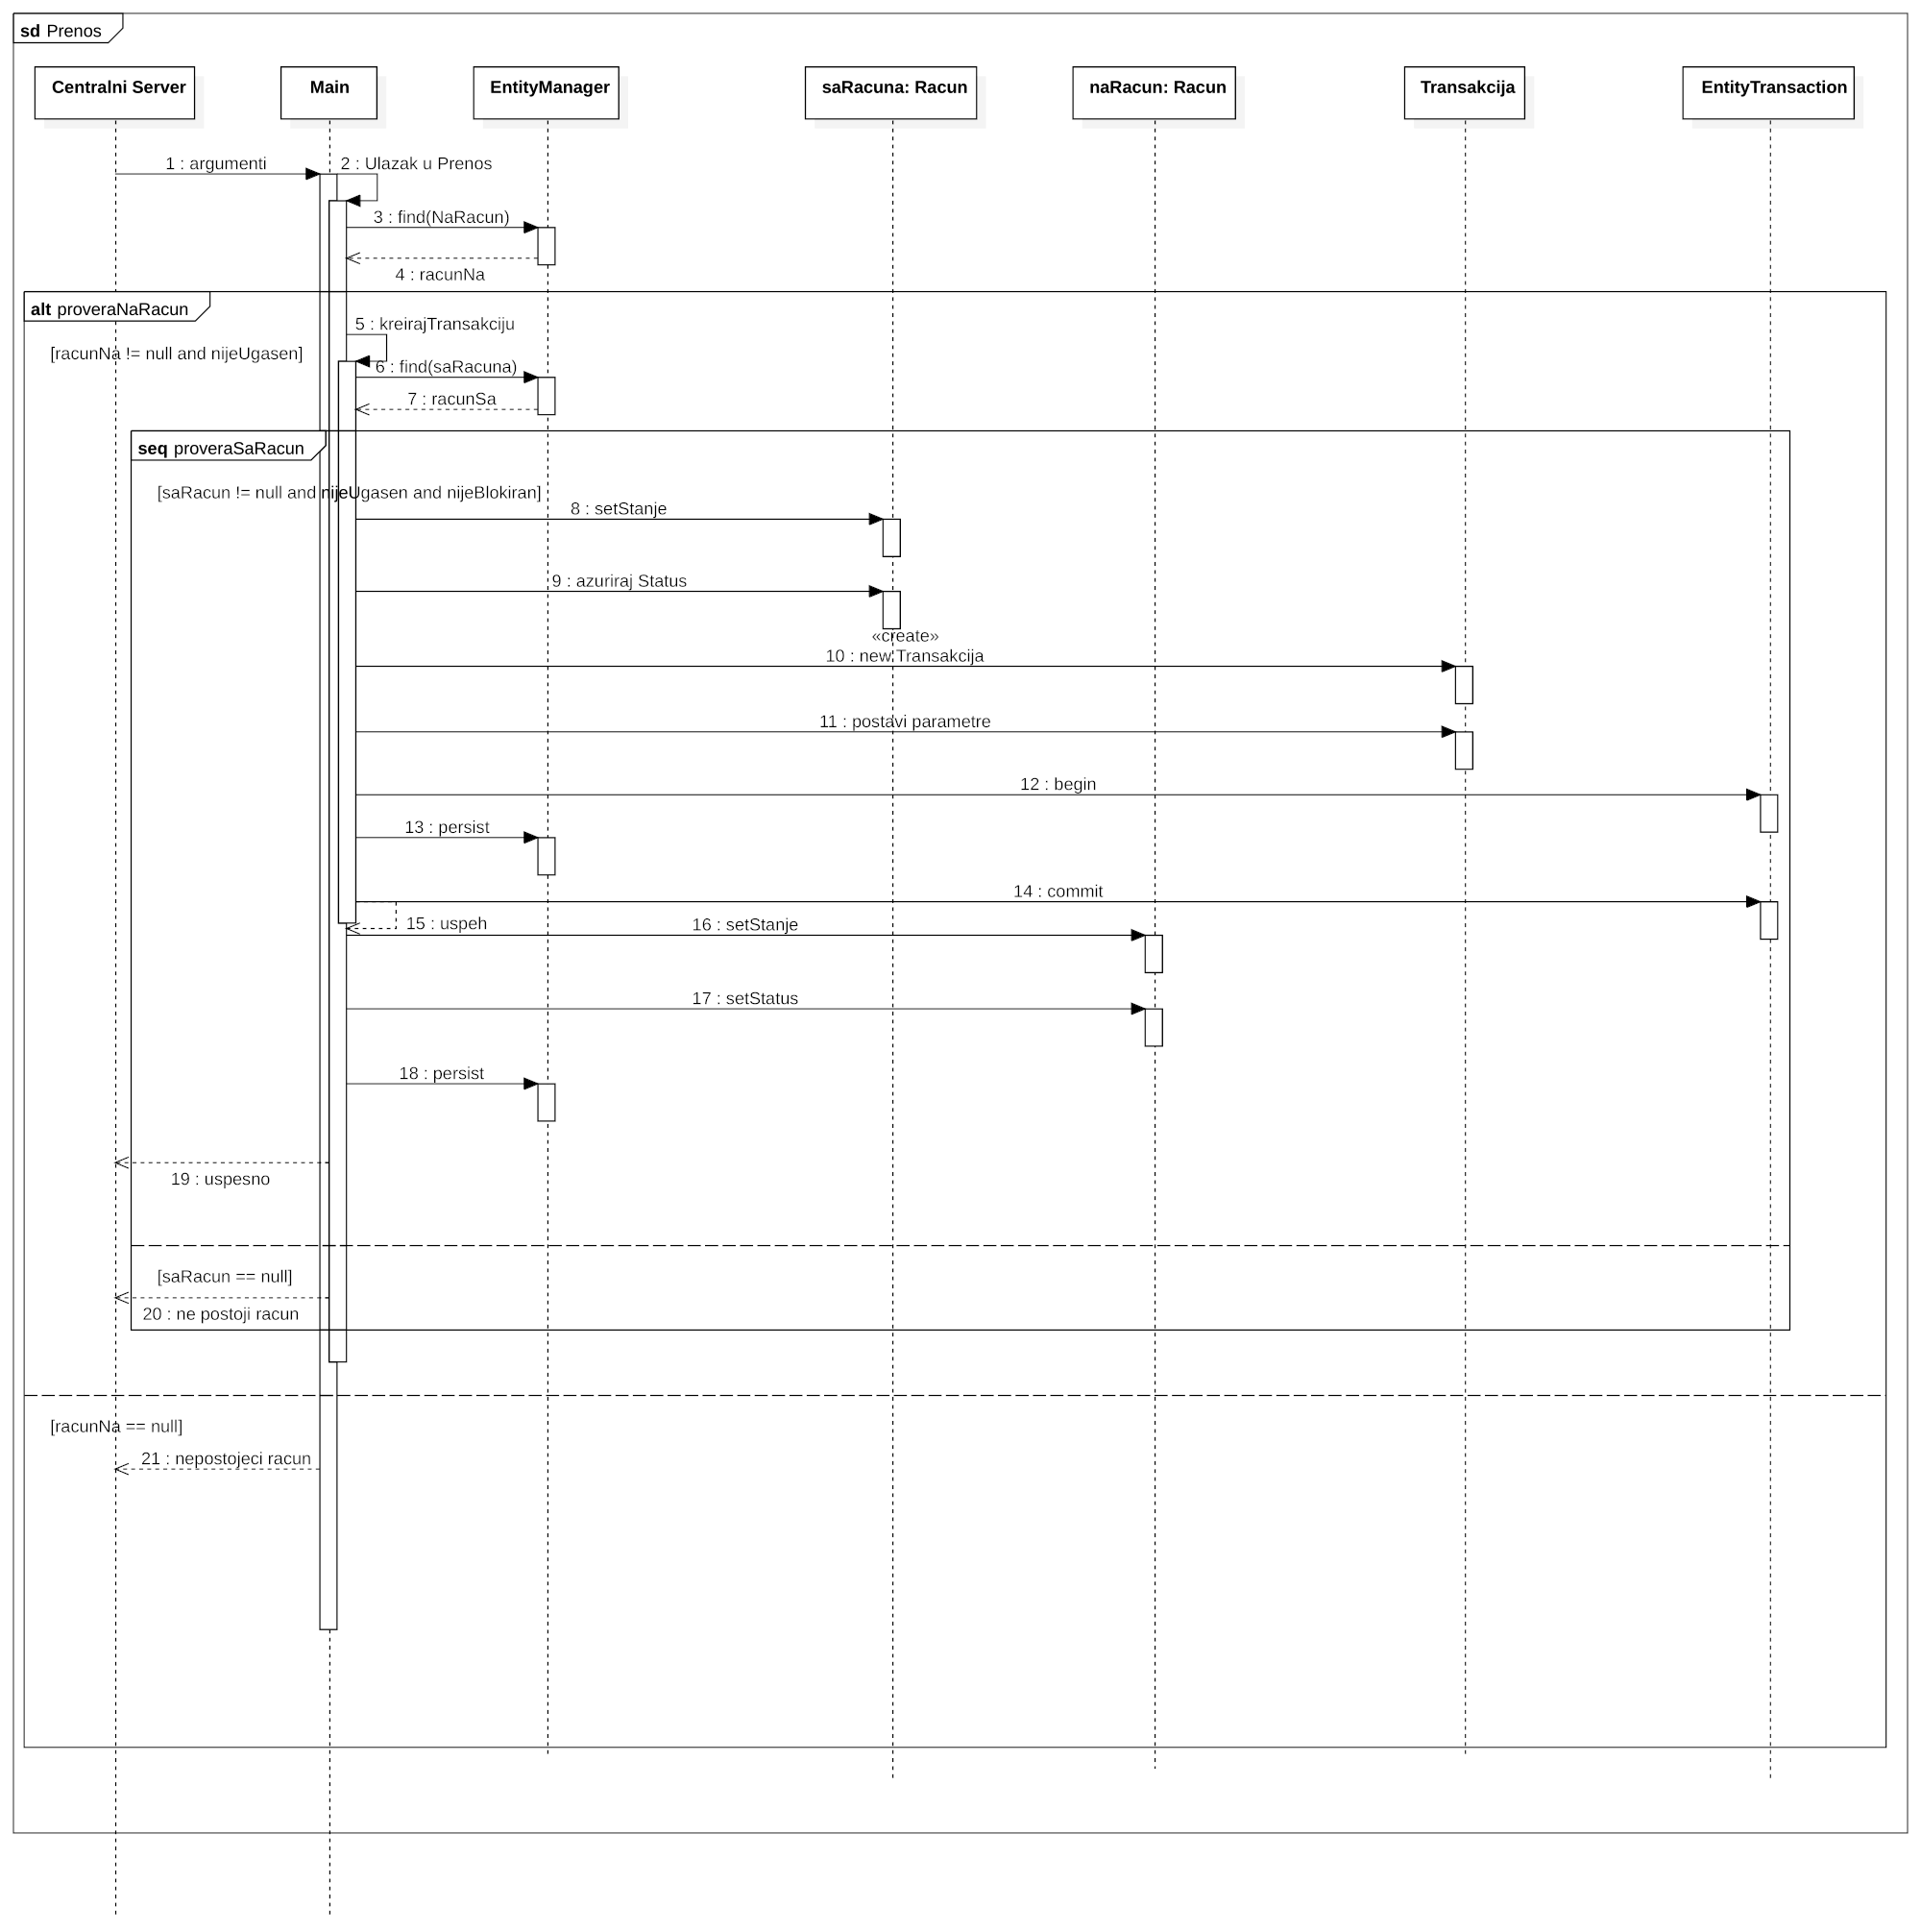 sd Prenos
Centralni Server
Main
EntityManager
saRacuna: Racun
naRacun: Racun
Transakcija
EntityTransaction
1 : argumenti
2 : Ulazak u Prenos
3 : find(NaRacun)
4 : racunNa
alt proveraNaRacun
5 : kreirajTransakciju
[racunNa != null and nijeUgasen]
6 : find(saRacuna)
7 : racunSa
seq proveraSaRacun
[saRacun != null and nijeUgasen and nijeBlokiran]
8 : setStanje
9 : azuriraj Status
«create»
10 : new Transakcija
11 : postavi parametre
12 : begin
13 : persist
14 : commit
15 : uspeh
16 : setStanje
17 : setStatus
18 : persist
19 : uspesno
[saRacun == null]
20 : ne postoji racun
[racunNa == null]
21 : nepostojeci racun